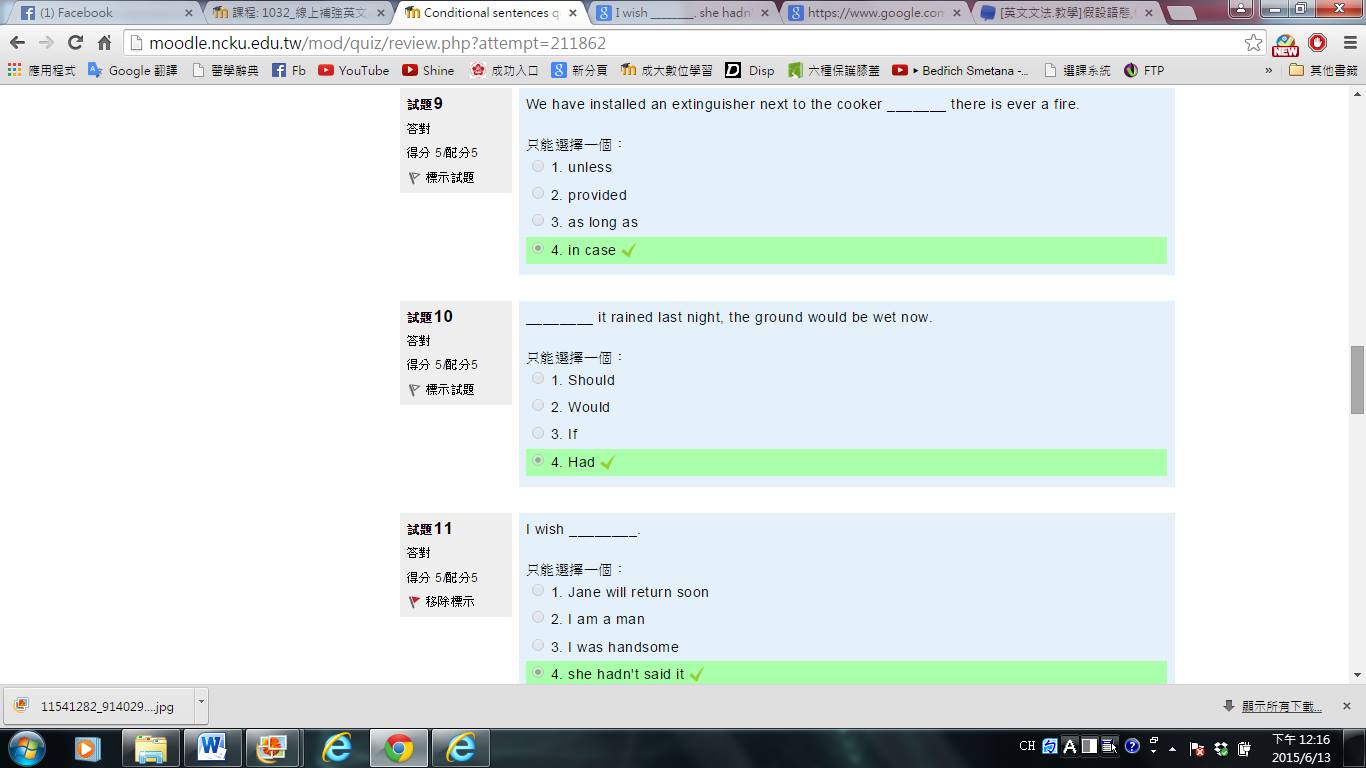 (1) Facebook
課程: 1032_線上補強英文
Conditional sentences q
I wish _______. she hadn
https://www.google.com
[英文文法.教學]假設語態.
moodle.ncku.edu.tw/mod/quiz/review.php?attempt=211862
NEW
應用程式
Google 翻譯
醫學辭典
Fb
YouTube
Shine
成功入口
新分頁
成大數位學習
Disp
六種保護膝蓋
► Bedřich Smetana -...
選課系統
FTP
»
其他書籤
試題9
答對
得分 5/配分5
標示試題
We have installed an extinguisher next to the cooker _______ there is ever a fire.
只能選擇一個：
1. unless
2. provided
3. as long as
4. in case
試題10
答對
得分 5/配分5
標示試題
________ it rained last night, the ground would be wet now.
只能選擇一個：
1. Should
2. Would
3. If
4. Had
試題11
答對
得分 5/配分5
移除標示
I wish ________.
只能選擇一個：
1. Jane will return soon
2. I am a man
3. I was handsome
4. she hadn't said it
11541282_914029....jpg
顯示所有下載...
CH
下午 12:16
2015/6/13